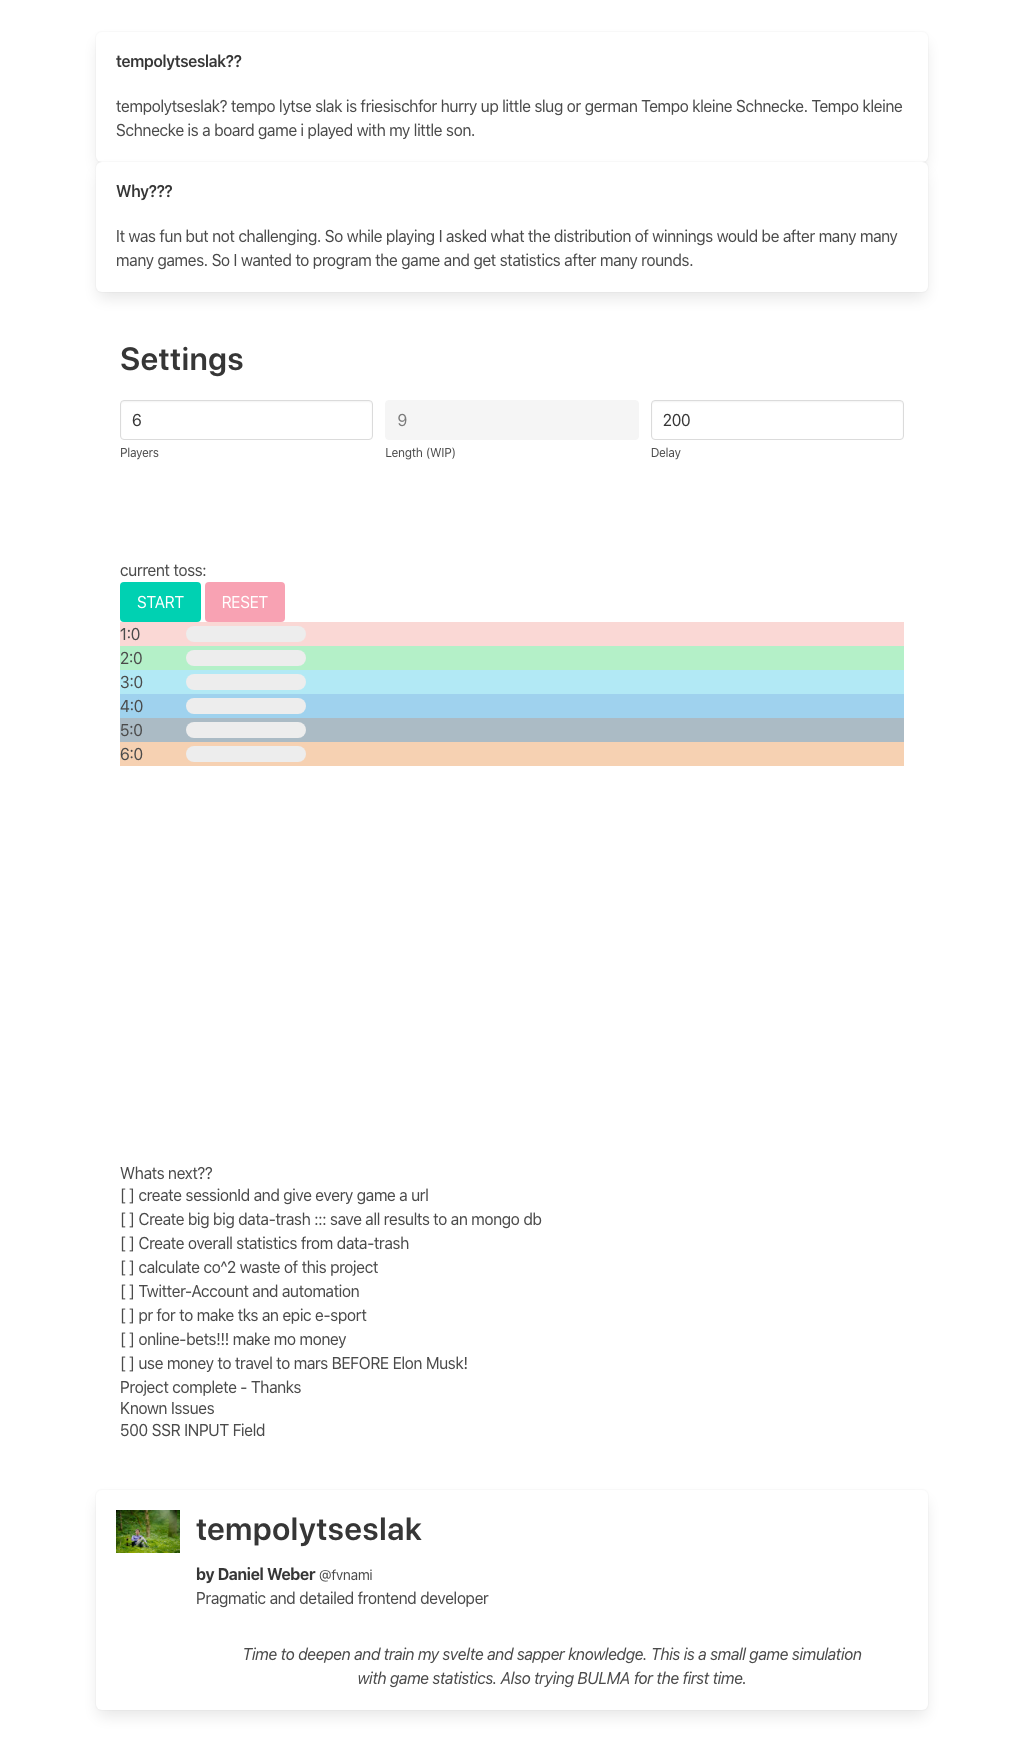 tempolytseslak??
tempolytseslak? tempo lytse slak is friesischfor hurry up little slug or german Tempo kleine Schnecke. Tempo kleine
Schnecke is a board game i played with my little son.
Why???
It was fun but not challenging. So while playing I asked what the distribution of winnings would be after many many
many games. So I wanted to program the game and get statistics after many rounds.
Settings
6 9 200
Players Length (WIP) Delay
current toss:
START RESET
1:0
2:0
3:0
4:0
5:0
6:0
Whats next??
[ ] create sessionId and give every game a url
[ ] Create big big data-trash ::: save all results to an mongo db
[ ] Create overall statistics from data-trash
[ ] calculate co^2 waste of this project
[ ] Twitter-Account and automation
[ ] pr for to make tks an epic e-sport
[ ] online-bets!!! make mo money
[ ] use money to travel to mars BEFORE Elon Musk!
Project complete - Thanks
Known Issues
500 SSR INPUT Field
tempolytseslak
by Daniel Weber @fvnami
Pragmatic and detailed frontend developer
Time to deepen and train my svelte and sapper knowledge. This is a small game simulation
with game statistics. Also trying BULMA for the first time.